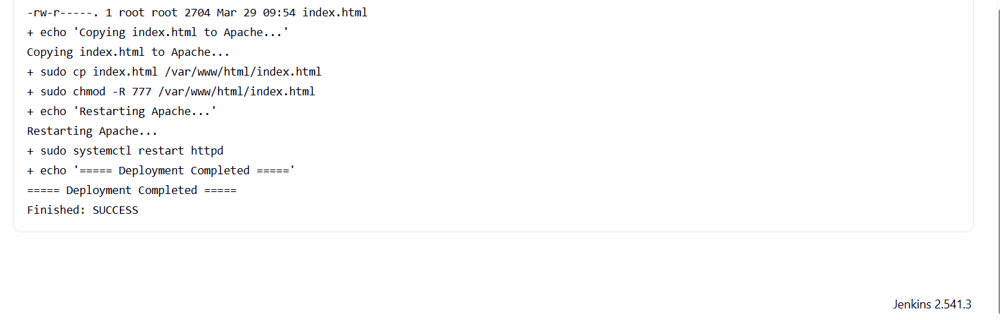 -rw-r-----. 1 root root 2704 Mar 29 09:54 index.html
+ echo 'Copying index.html to Apache...'
Copying index.html to Apache...
+ sudo cp index.html /var/www/html/index.html
+ sudo chmod -R 777 /var/www/html/index.html
+ echo 'Restarting Apache...'
Restarting Apache...
+ sudo systemctl restart httpd
+ echo '===== Deployment Completed ====='
===== Deployment Completed =====
Finished: SUCCESS
Jenkins 2.541.3